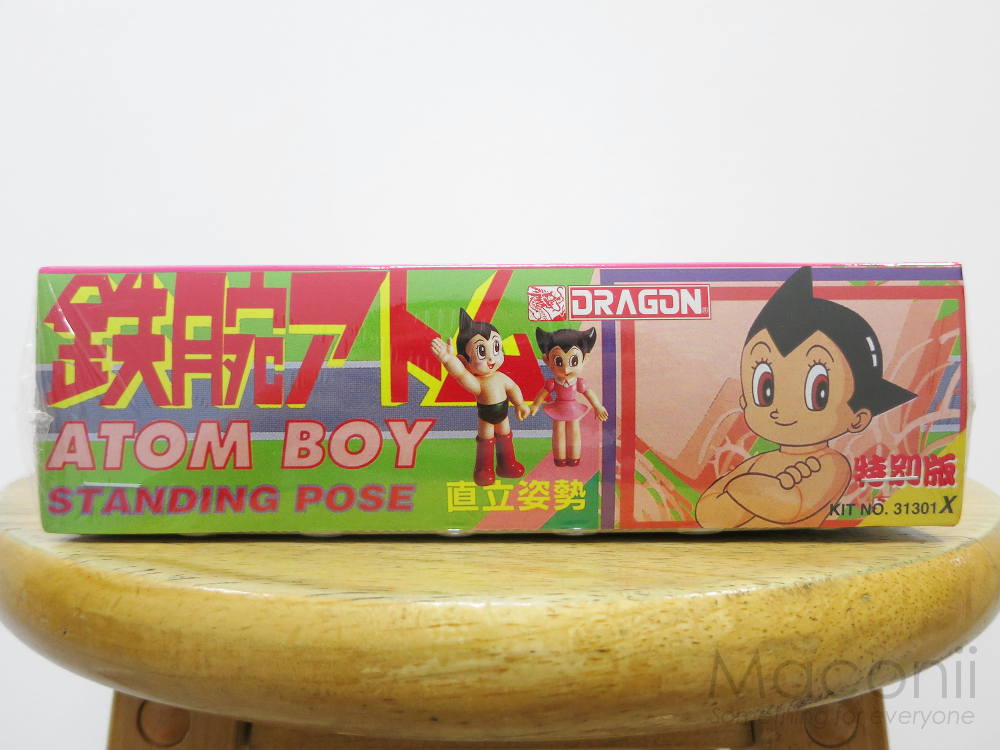 鉄腕アトム
ATOM BOY
STANDING POSE
直立姿勢
DRAGON
特別版
KIT NO. 31301X
Maconii
Something for everyone